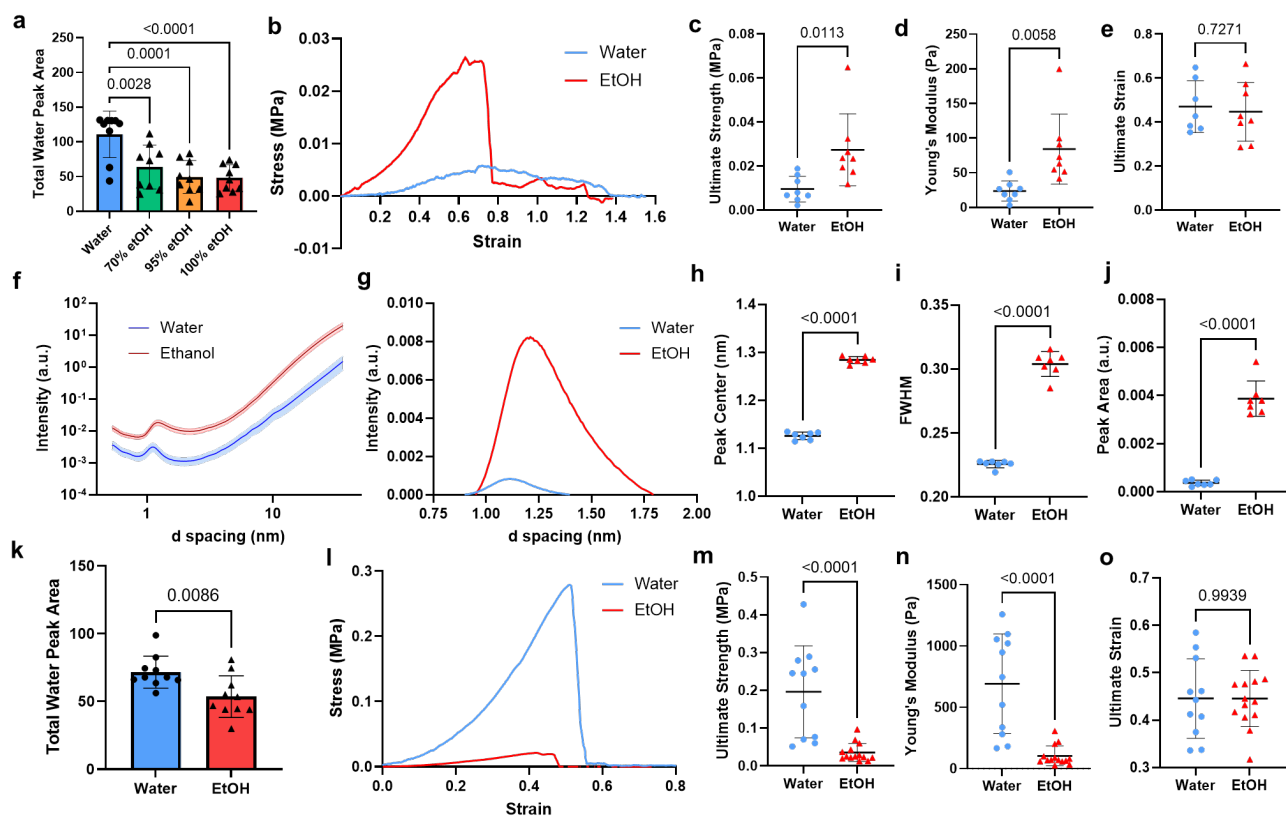 a
<0.0001
0.0001
0.0028
Total Water Peak Area
250
200
150
100
50
0
Water
70% etOH
95% etOH
100% etOH
b
Stress (MPa)
0.03
0.02
0.01
0.00
-0.01
0.2 0.4 0.6 0.8 1.0 1.2 1.4 1.6
Strain
Water
EtOH
c
0.0113
Ultimate Strength (MPa)
0.08
0.06
0.04
0.02
0.00
Water EtOH
d
0.0058
Young's Modulus (Pa)
250
200
150
100
50
0
Water EtOH
e
0.7271
Ultimate Strain
0.8
0.6
0.4
0.2
0.0
Water EtOH
f
Intensity (a.u.)
10²
10¹
10⁰
10⁻¹
10⁻²
10⁻³
10⁻⁴
1 10
d spacing (nm)
Water
Ethanol
g
Intensity (a.u.)
0.010
0.008
0.006
0.004
0.002
0.000
0.75 1.00 1.25 1.50 1.75 2.00
d spacing (nm)
Water
EtOH
h
<0.0001
Peak Center (nm)
1.4
1.3
1.2
1.1
1.0
Water EtOH
i
<0.0001
FWHM
0.35
0.30
0.25
0.20
Water EtOH
j
<0.0001
Peak Area (a.u.)
0.008
0.006
0.004
0.002
0.000
Water EtOH
k
0.0086
Total Water Peak Area
150
100
50
0
Water EtOH
l
Stress (MPa)
0.3
0.2
0.1
0.0
0.0 0.2 0.4 0.6 0.8
Strain
Water
EtOH
m
<0.0001
Ultimate Strength (MPa)
0.5
0.4
0.3
0.2
0.1
0.0
Water EtOH
n
<0.0001
Young's Modulus (Pa)
1500
1000
500
0
Water EtOH
o
0.9939
Ultimate Strain
0.7
0.6
0.5
0.4
0.3
Water EtOH